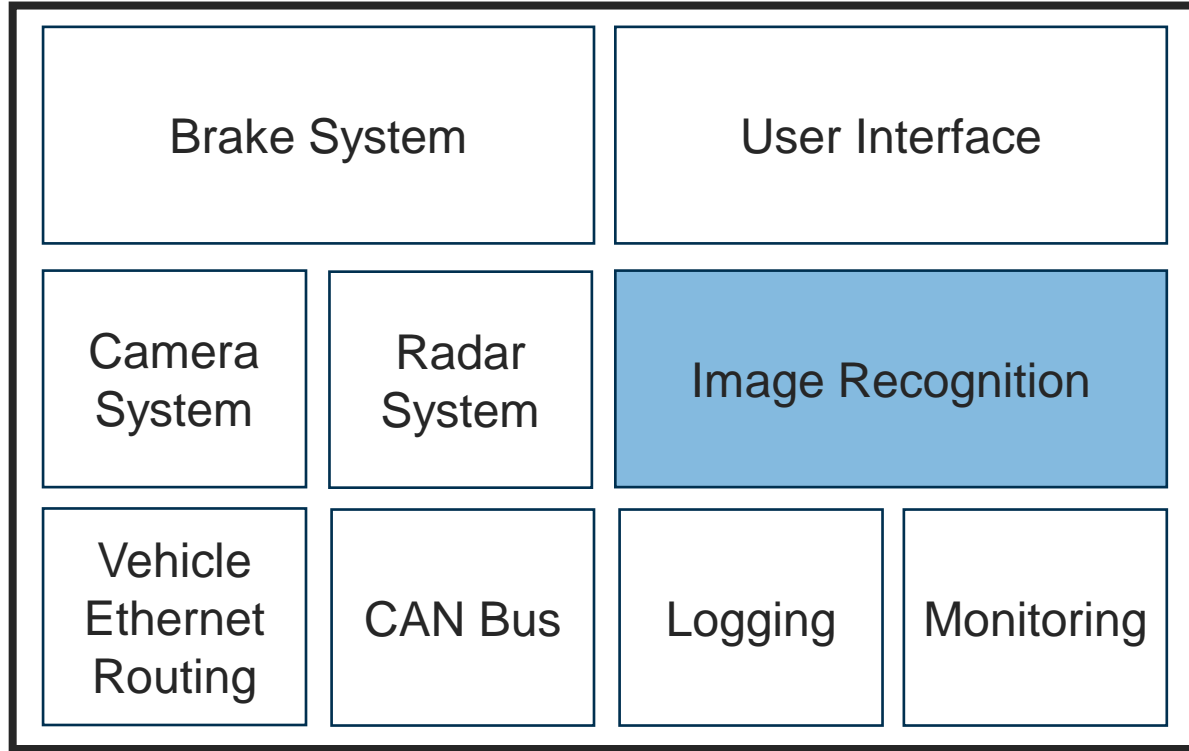 Brake System
User Interface
Camera
System
Radar
System
Image Recognition
Vehicle
Ethernet
Routing
CAN Bus
Logging
Monitoring